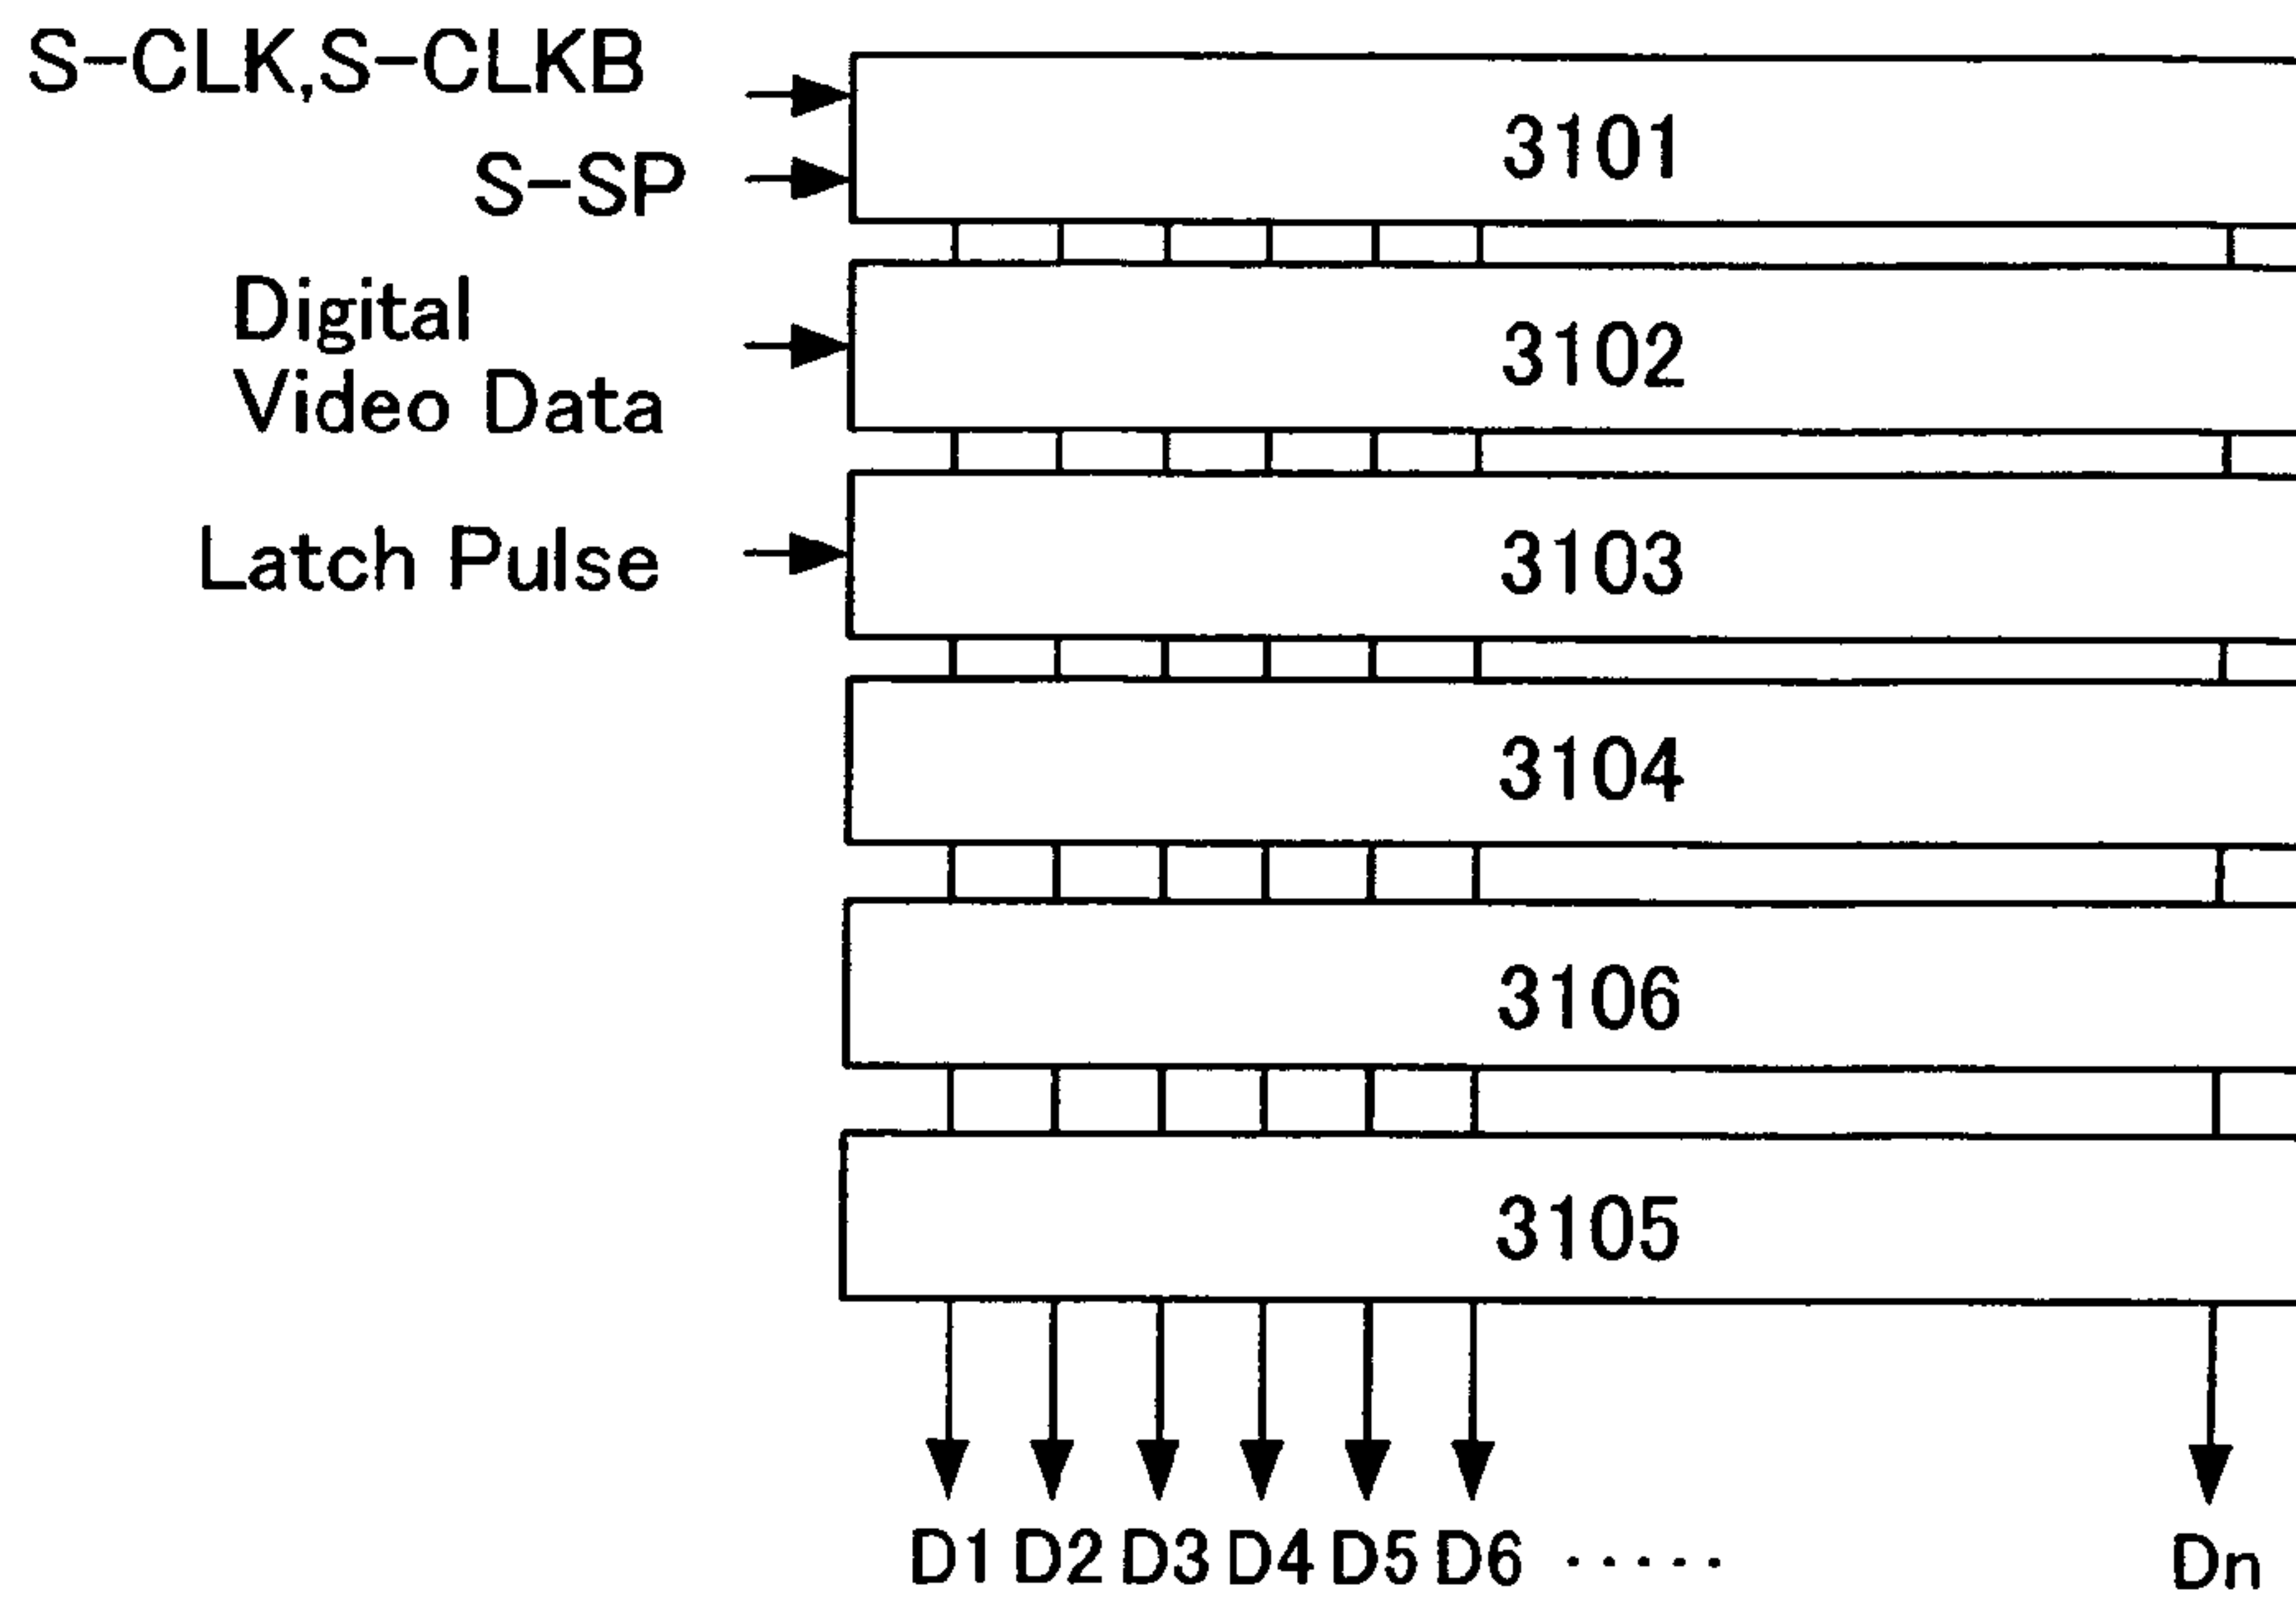 S-CLK,S-CLKB
3101
S-SP
Digital
Video Data
3102
Latch Pulse
3103
3104
3106
3105
D1 D2 D3 D4 D5 D6 ····· Dn